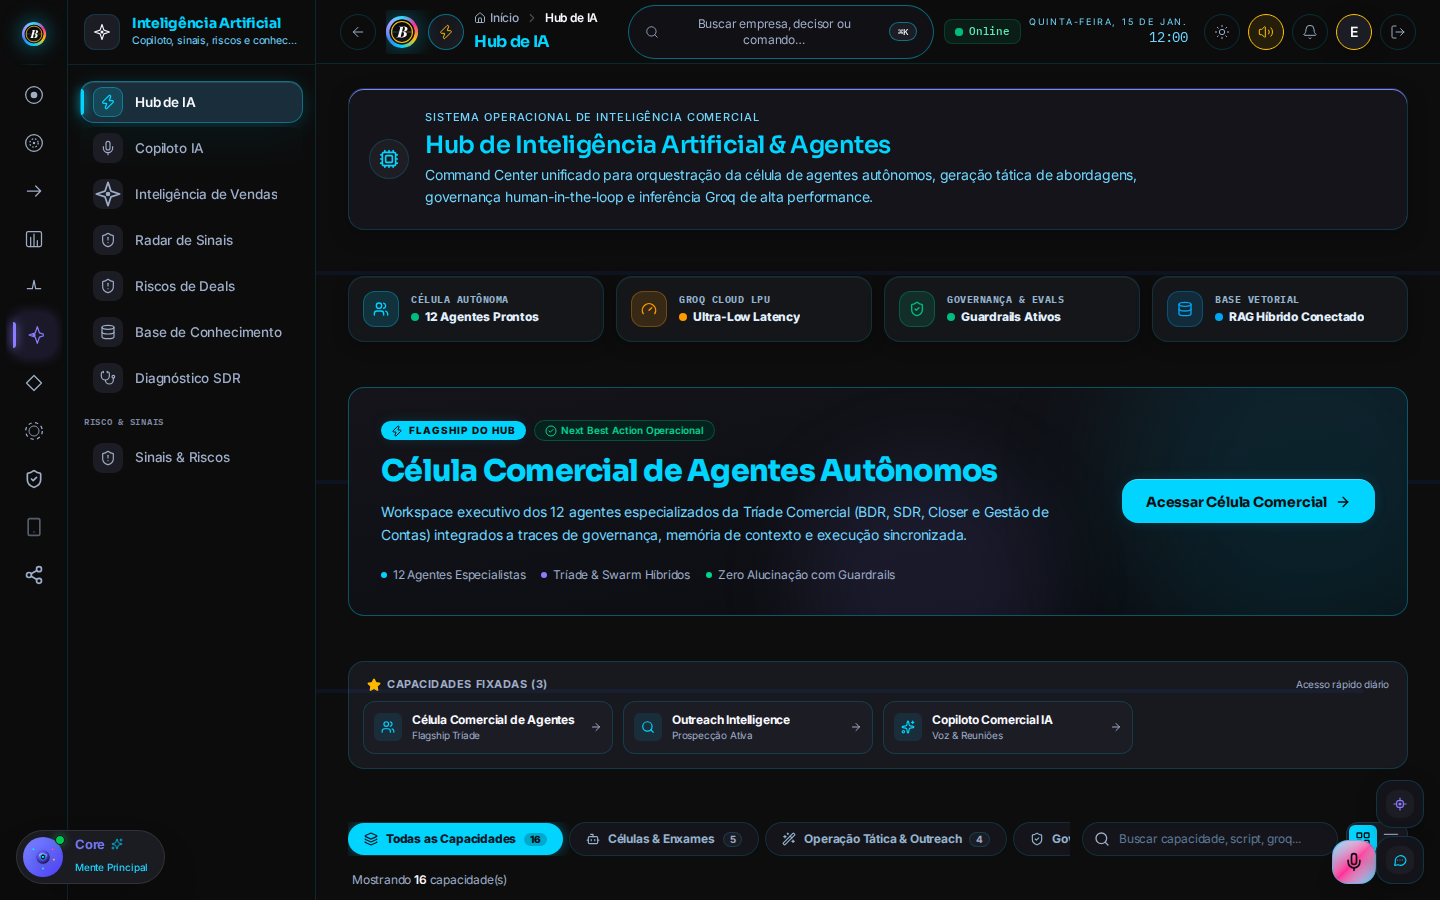 Inteligência Artificial
Copiloto, sinais, riscos e conhec...
Hub de IA
Copiloto IA
Inteligência de Vendas
Radar de Sinais
Riscos de Deals
Base de Conhecimento
Diagnóstico SDR
RISCO & SINAIS
Sinais & Riscos
Core
Mente Principal
B
Início > Hub de IA
Hub de IA
Buscar empresa, decisor ou
comando...
⌘K
Online
QUINTA-FEIRA, 15 DE JAN.
12:00
E
SISTEMA OPERACIONAL DE INTELIGÊNCIA COMERCIAL
Hub de Inteligência Artificial & Agentes
Command Center unificado para orquestração da célula de agentes autônomos, geração tática de abordagens,
governança human-in-the-loop e inferência Groq de alta performance.
CÉLULA AUTÔNOMA
12 Agentes Prontos
GROQ CLOUD LPU
Ultra-Low Latency
GOVERNANÇA & EVALS
Guardrails Ativos
BASE VETORIAL
RAG Híbrido Conectado
FLAGSHIP DO HUB
Next Best Action Operacional
Célula Comercial de Agentes Autônomos
Workspace executivo dos 12 agentes especializados da Tríade Comercial (BDR, SDR, Closer e Gestão de
Contas) integrados a traces de governança, memória de contexto e execução sincronizada.
12 Agentes Especialistas
Tríade & Swarm Híbridos
Zero Alucinação com Guardrails
Acessar Célula Comercial
CAPACIDADES FIXADAS (3)
Acesso rápido diário
Célula Comercial de Agentes
Flagship Tríade
Outreach Intelligence
Prospecção Ativa
Copiloto Comercial IA
Voz & Reuniões
Todas as Capacidades 16
Células & Enxames 5
Operação Tática & Outreach 4
Gov
Buscar capacidade, script, groq...
Mostrando 16 capacidade(s)